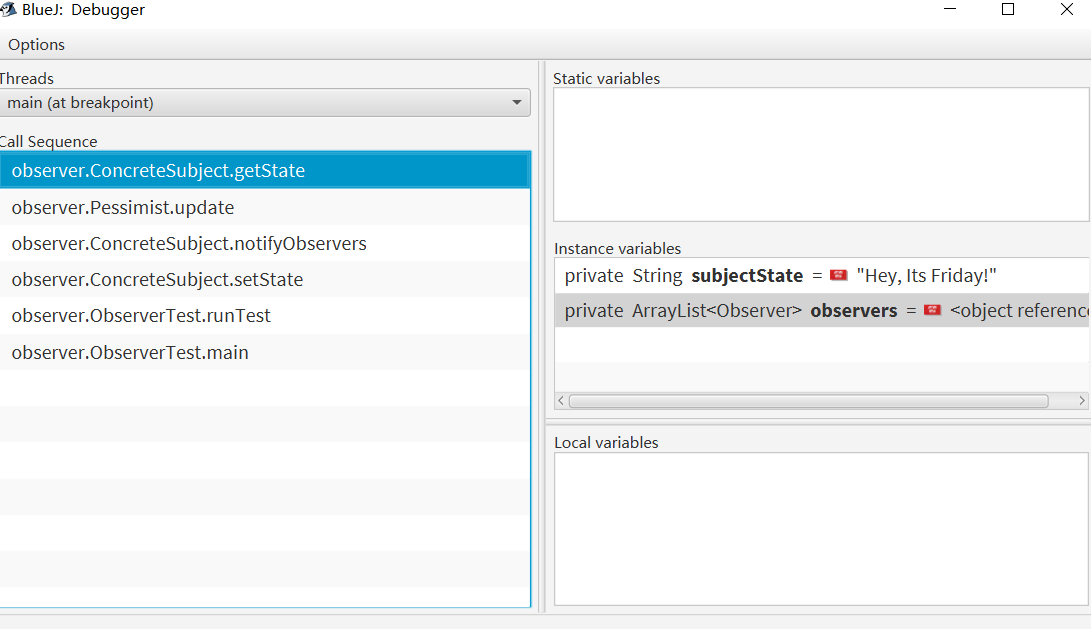 BlueJ: Debugger
Options
Threads
main (at breakpoint)
Call Sequence
observer.ConcreteSubject.getState
observer.Pessimist.update
observer.ConcreteSubject.notifyObservers
observer.ConcreteSubject.setState
observer.ObserverTest.runTest
observer.ObserverTest.main
Static variables
Instance variables
private String subjectState = "Hey, Its Friday!"
private ArrayList<Observer> observers = <object reference
Local variables